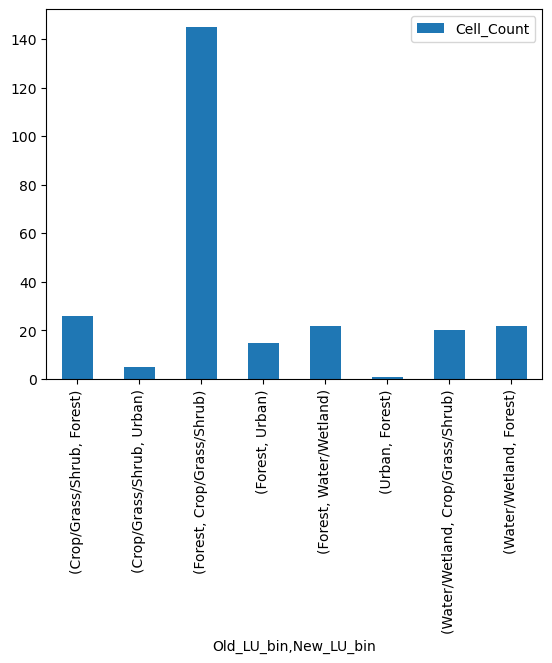 Cell_Count
140
120
100
80
60
40
20
0
(Crop/Grass/Shrub, Forest)
(Crop/Grass/Shrub, Urban)
(Forest, Crop/Grass/Shrub)
(Forest, Urban)
(Forest, Water/Wetland)
(Urban, Forest)
(Water/Wetland, Crop/Grass/Shrub)
(Water/Wetland, Forest)
Old_LU_bin,New_LU_bin